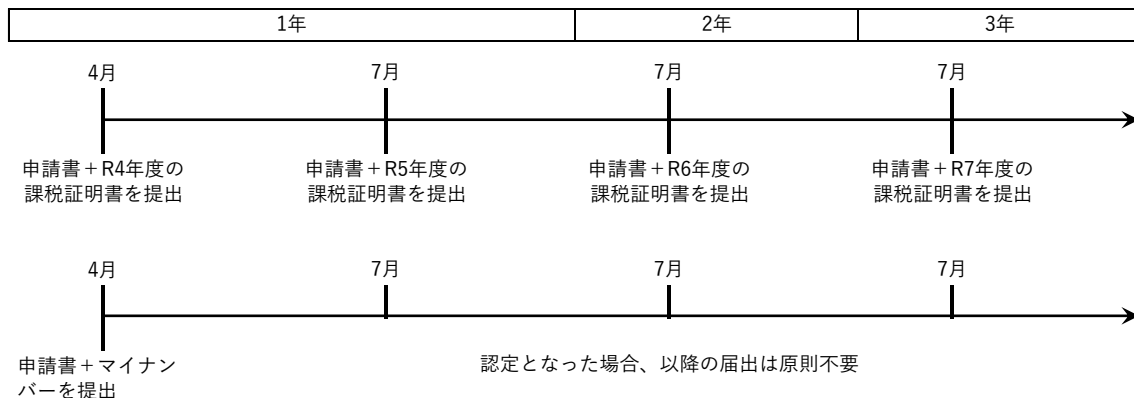 1年 2年 3年
4月 7月 7月 7月
申請書＋R4年度の 申請書＋R5年度の 申請書＋R6年度の 申請書＋R7年度の
課税証明書を提出 課税証明書を提出 課税証明書を提出 課税証明書を提出
4月 7月 7月 7月
申請書＋マイナン 認定となった場合、以降の届出は原則不要
バーを提出